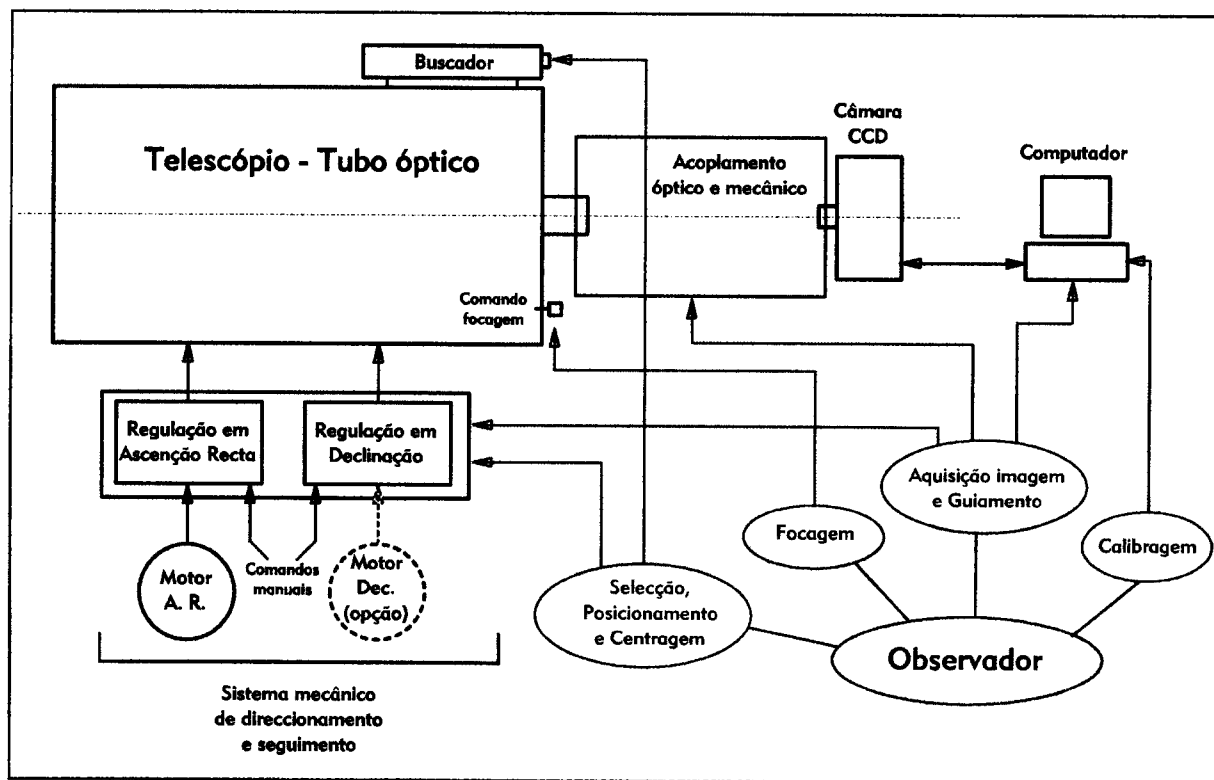 Buscador
Telescópio - Tubo óptico
Câmara
CCD
Acoplamento
óptico e mecânico
Computador
Comando
focagem
Regulação em
Ascenção Recta
Regulação em
Declinação
Motor
A. R.
Comandos
manuais
Motor
Dec.
(opção)
Sistema mecânico
de direccionamento
e seguimento
Selecção,
Posicionamento
e Centragem
Focagem
Aquisição imagem
e Guiamento
Calibragem
Observador